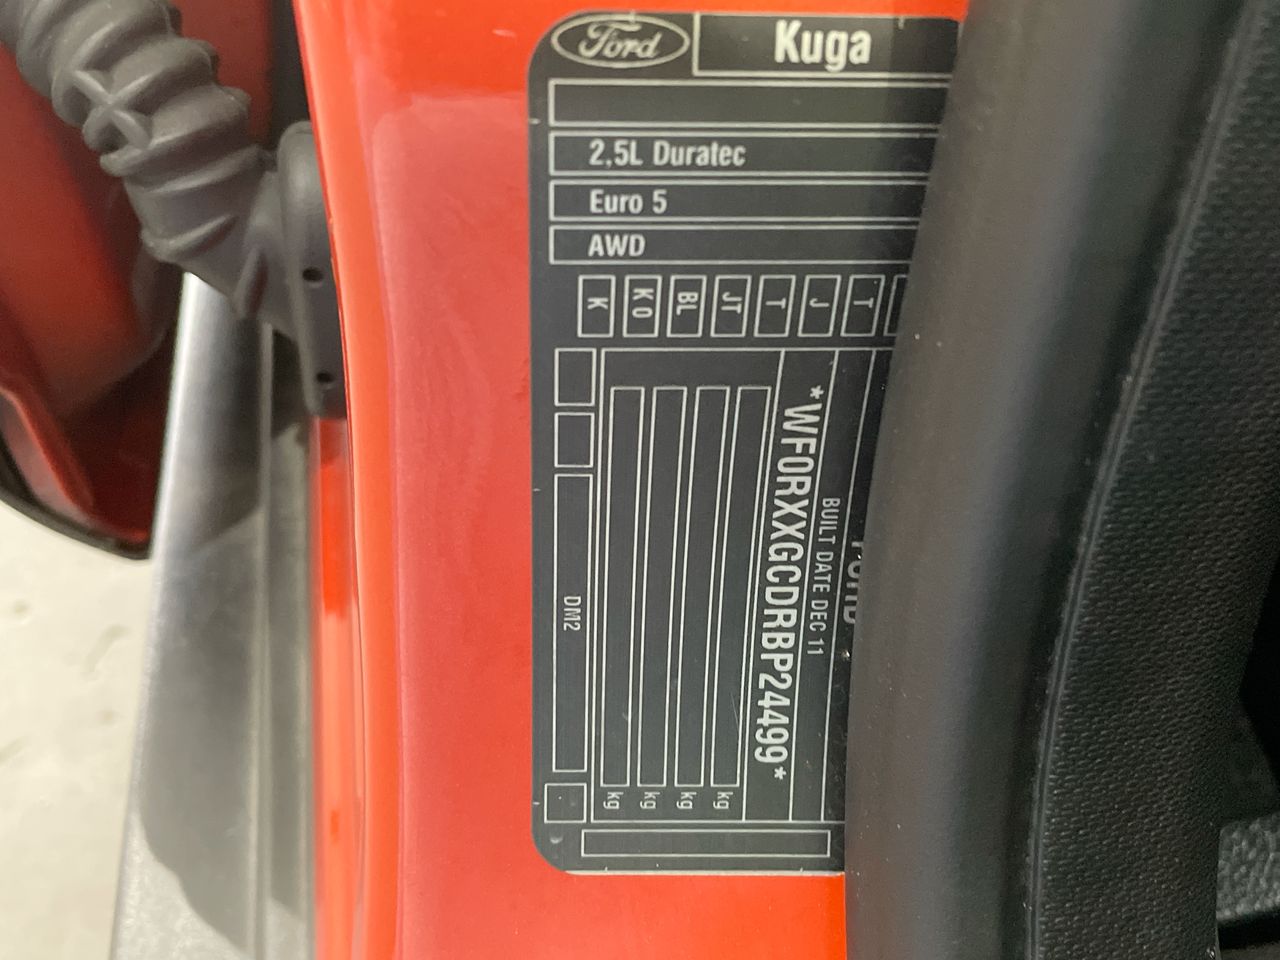 Ford
Kuga
2,5L Duratec
Euro 5
AWD
K
K0
BL
JT
T
J
T
BUILT DATE DEC 11
*WF0RXXGCDRBP24499*
kg
kg
kg
kg
DM2